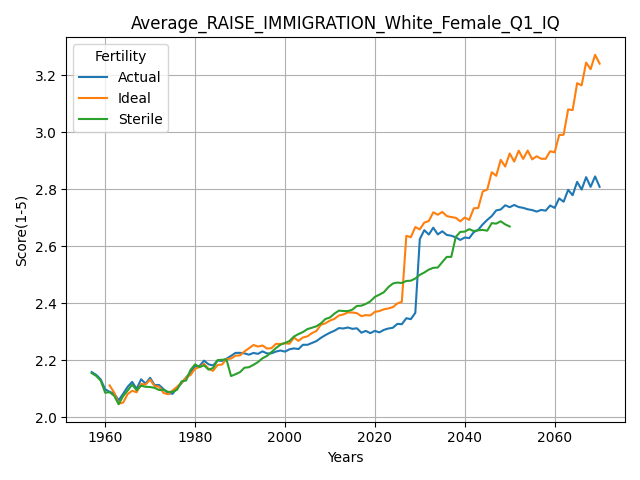 Average_RAISE_IMMIGRATION_White_Female_Q1_IQ
Fertility
Actual
Ideal
Sterile
Score(1-5)
3.2
3.0
2.8
2.6
2.4
2.2
2.0
1960
1980
2000
2020
2040
2060
Years